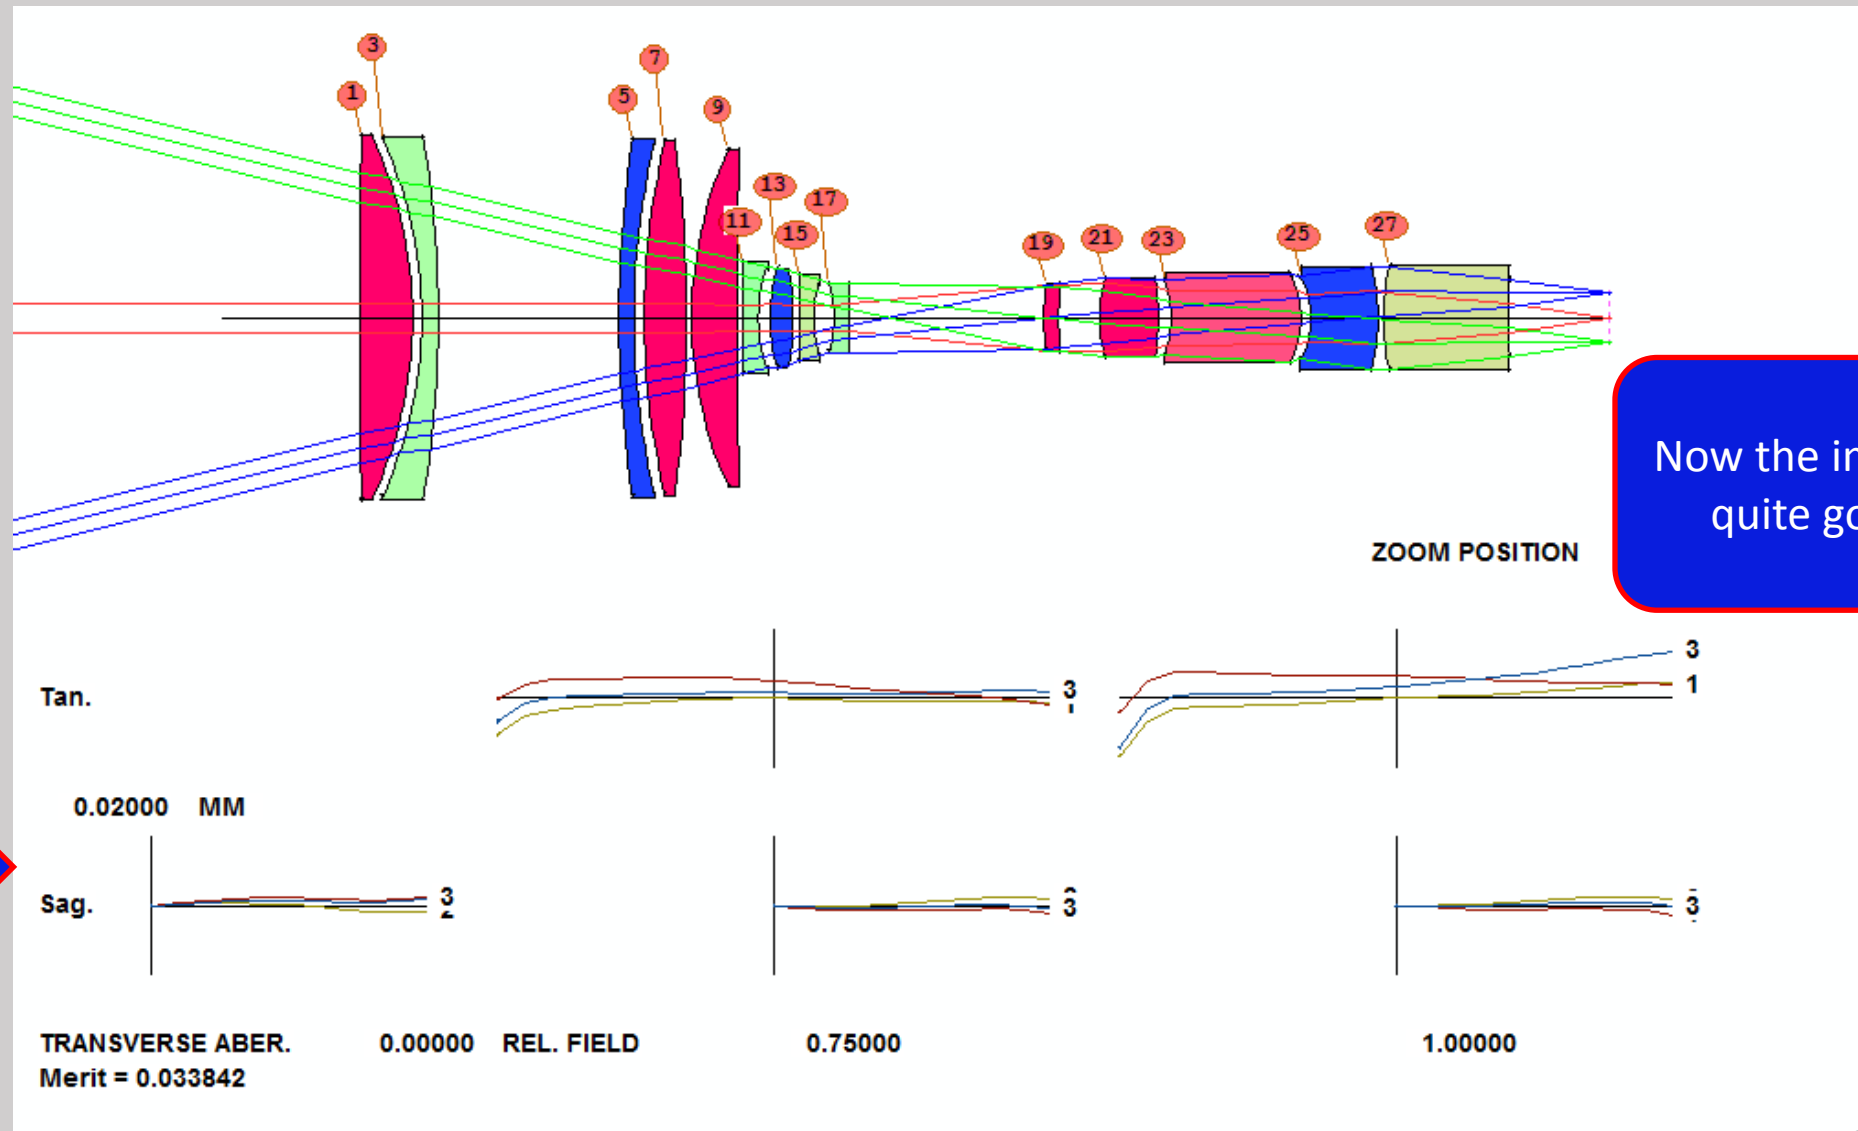 3
7
1
5
9
13
17
11
15
19
21
23
25
27
Now the
quite
ZOOM POSITION
3
3
1
Tan.
0.02000 MM
3
3
3
Sag.
TRANSVERSE ABER. 0.00000 REL. FIELD 0.75000 1.00000
Merit = 0.033842